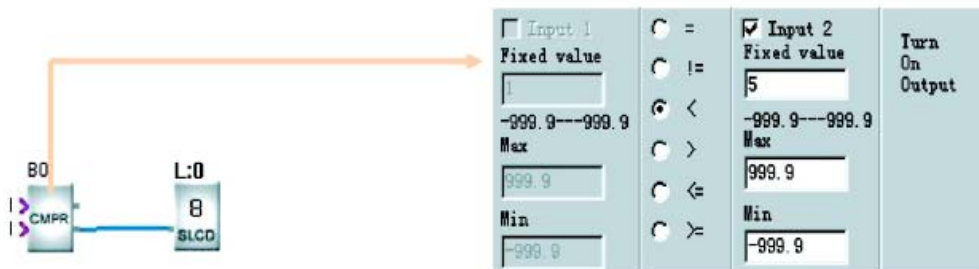 B0
CMPR
L:0
8
SLCD
Input 1
Fixed value
1
-999.9---999.9
Max
999.9
Min
-999.9
=
!=
<
>
<=
>=
Input 2
Fixed value
5
-999.9---999.9
Max
999.9
Min
-999.9
Turn
On
Output